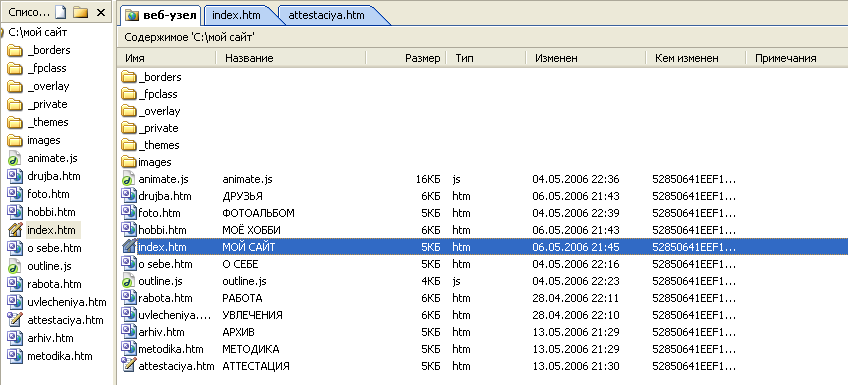 Списо...
веб-узел index.htm attestaciya.htm
C:\мой сайт
_borders
_fpclass
_overlay
_private
_themes
images
animate.js
drujba.htm
foto.htm
hobbi.htm
index.htm
o sebe.htm
outline.js
rabota.htm
uvlecheniya.htm
attestaciya.htm
arhiv.htm
metodika.htm
Содержимое 'C:\мой сайт'
Имя Название Размер Тип Изменен Кем изменен Примечания
_borders
_fpclass
_overlay
_private
_themes
images
animate.js animate.js 16КБ js 04.05.2006 22:36 52850641EEF1...
drujba.htm ДРУЗЬЯ 6КБ htm 06.05.2006 21:43 52850641EEF1...
foto.htm ФОТОАЛЬБОМ 5КБ htm 04.05.2006 22:39 52850641EEF1...
hobbi.htm МОЁ ХОББИ 6КБ htm 06.05.2006 21:43 52850641EEF1...
index.htm МОЙ САЙТ 5КБ htm 06.05.2006 21:45 52850641EEF1...
o sebe.htm О СЕБЕ 6КБ htm 04.05.2006 22:16 52850641EEF1...
outline.js outline.js 4КБ js 04.05.2006 22:23 52850641EEF1...
rabota.htm РАБОТА 6КБ htm 28.04.2006 22:11 52850641EEF1...
uvlecheniya.... УВЛЕЧЕНИЯ 6КБ htm 28.04.2006 22:10 52850641EEF1...
arhiv.htm АРХИВ 5КБ htm 13.05.2006 21:29 52850641EEF1...
metodika.htm МЕТОДИКА 5КБ htm 13.05.2006 21:29 52850641EEF1...
attestaciya.htm АТТЕСТАЦИЯ 5КБ htm 13.05.2006 21:30 52850641EEF1...